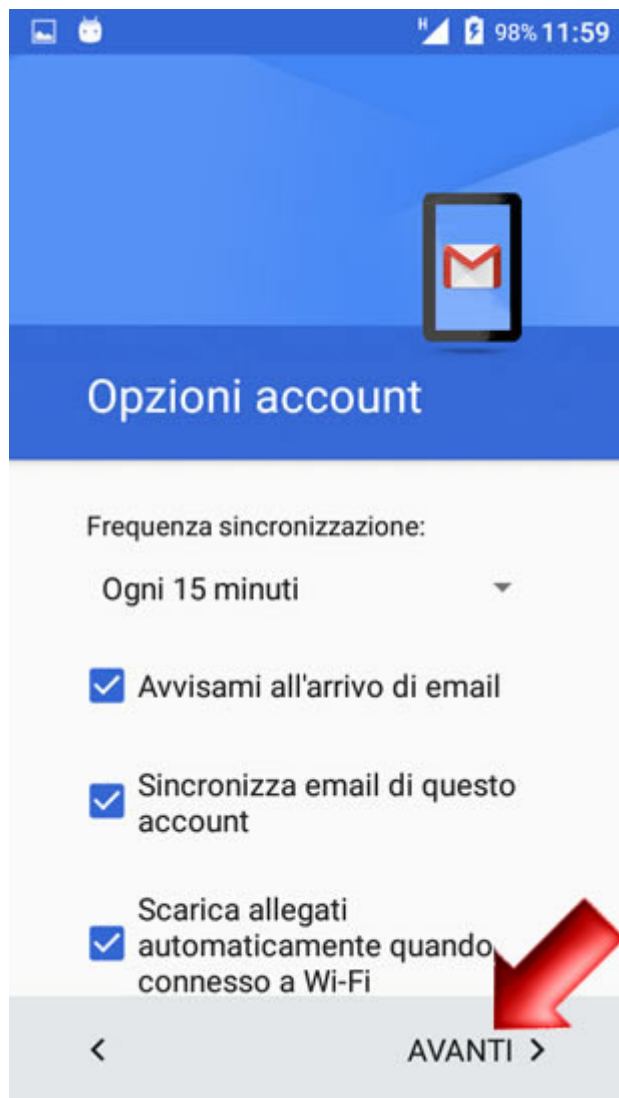 H 98% 11:59
Opzioni account
Frequenza sincronizzazione:
Ogni 15 minuti
Avvisami all'arrivo di email
Sincronizza email di questo
account
Scarica allegati
automaticamente quando
connesso a Wi-Fi
AVANTI